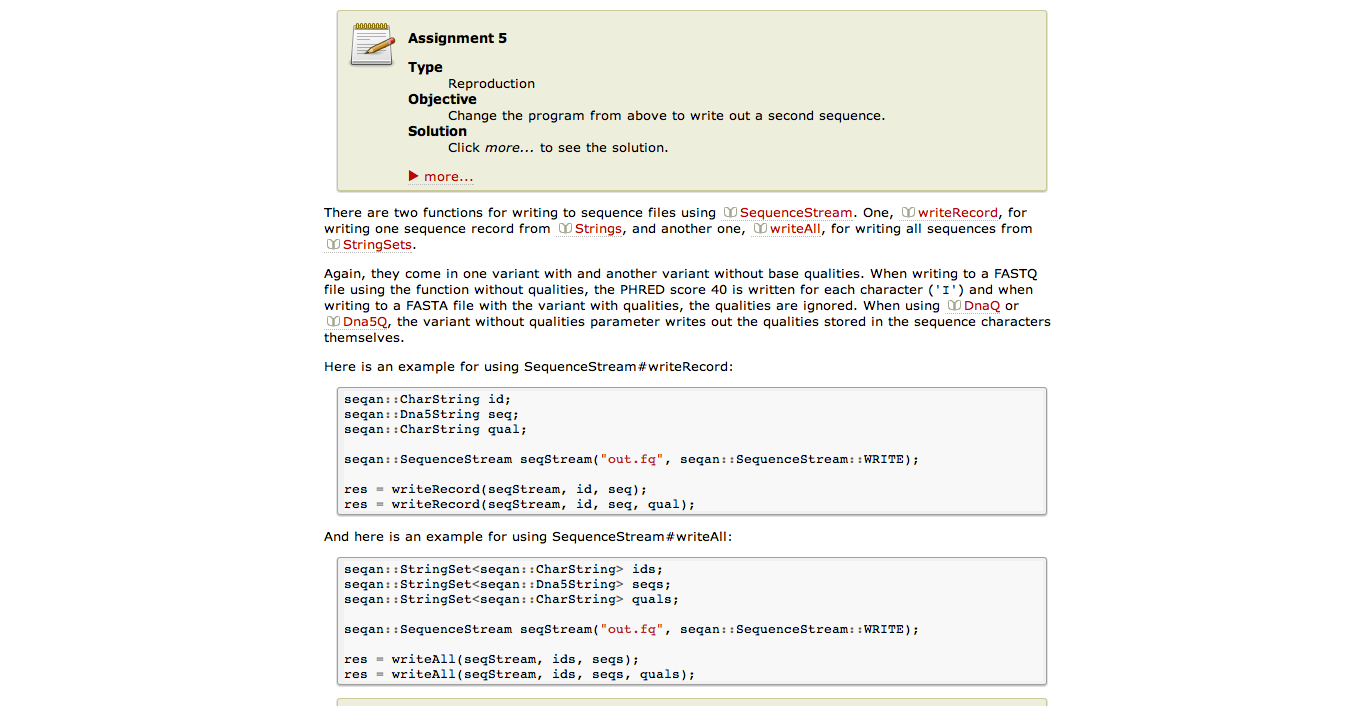 Assignment 5
Type
Reproduction
Objective
Change the program from above to write out a second sequence.
Solution
Click more... to see the solution.
more...
There are two functions for writing to sequence files using SequenceStream. One, writeRecord, for
writing one sequence record from Strings, and another one, writeAll, for writing all sequences from
StringSets.
Again, they come in one variant with and another variant without base qualities. When writing to a FASTQ
file using the function without qualities, the PHRED score 40 is written for each character ('I') and when
writing to a FASTA file with the variant with qualities, the qualities are ignored. When using DnaQ or
Dna5Q, the variant without qualities parameter writes out the qualities stored in the sequence characters
themselves.
Here is an example for using SequenceStream#writeRecord:
seqan::CharString id;
seqan::Dna5String seq;
seqan::CharString qual;
seqan::SequenceStream seqStream("out.fq", seqan::SequenceStream::WRITE);
res = writeRecord(seqStream, id, seq);
res = writeRecord(seqStream, id, seq, qual);
And here is an example for using SequenceStream#writeAll:
seqan::StringSet<seqan::CharString> ids;
seqan::StringSet<seqan::Dna5String> seqs;
seqan::StringSet<seqan::CharString> quals;
seqan::SequenceStream seqStream("out.fq", seqan::SequenceStream::WRITE);
res = writeAll(seqStream, ids, seqs);
res = writeAll(seqStream, ids, seqs, quals);